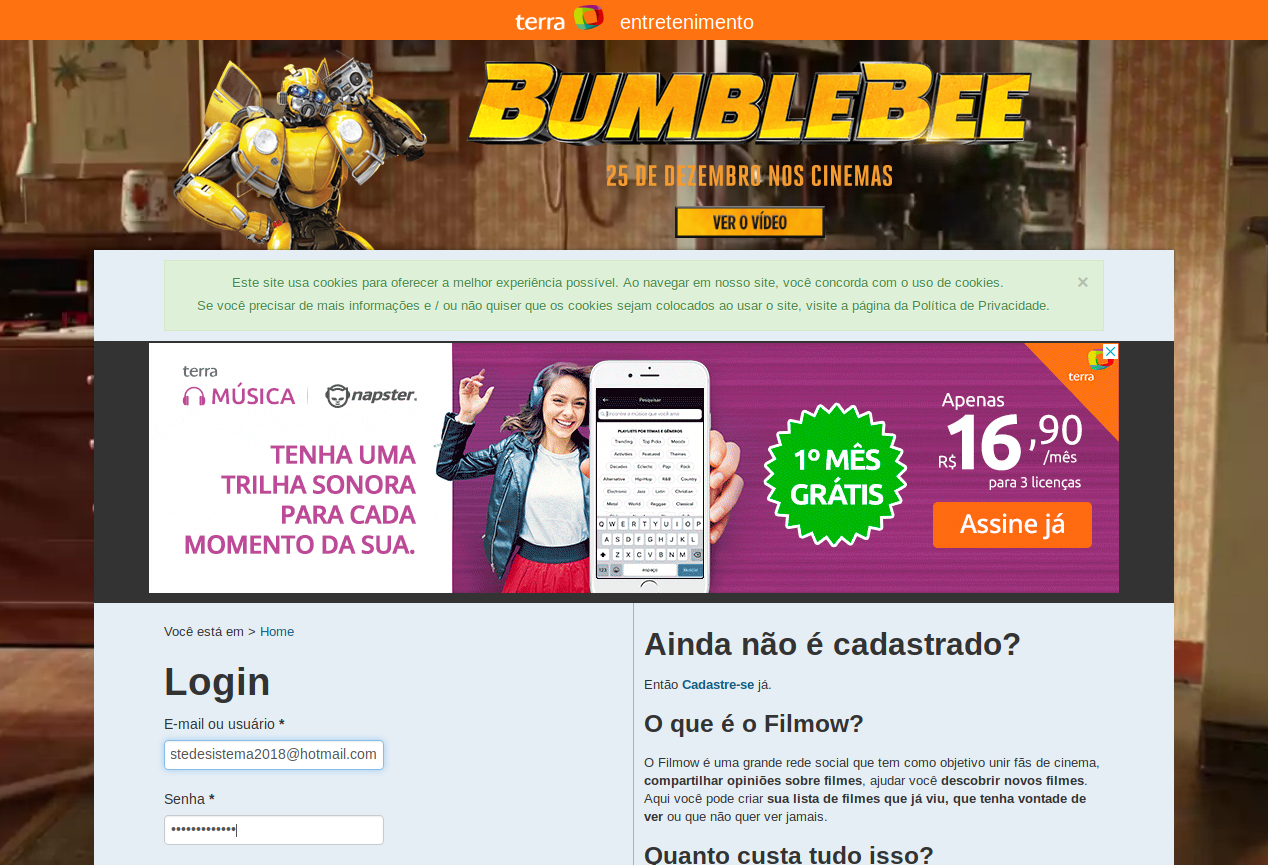 terra entretenimento
BUMBLEBEE
25 DE DEZEMBRO NOS CINEMAS
VER O VÍDEO
Este site usa cookies para oferecer a melhor experiência possível. Ao navegar em nosso site, você concorda com o uso de cookies.
×
Se você precisar de mais informações e / ou não quiser que os cookies sejam colocados ao usar o site, visite a página da Política de Privacidade.
terra
MÚSICA
napster.
TENHA UMA
TRILHA SONORA
PARA CADA
MOMENTO DA SUA.
Pesquisar
Encontre a música que você ama
PLAYLISTS POR TEMAS E GÊNEROS
Trending Top Picks Moods
Activities Featured Themes
Decades Eclectic Pop Rock
Alternative Hip-Hop R&B Country
Electronic Jazz Latin Christian
Metal World Reggae Classical
Q W E R T Y U I O P
A S D F G H J K L
Z X C V B N M
123 espaço
1º MÊS
GRÁTIS
terra
Apenas
R$ 16,90
/mês
para 3 licenças
Assine já
Você está em > Home
Login
E-mail ou usuário *
stedesistema2018@hotmail.com
Senha *
•••••••••••••
Ainda não é cadastrado?
Então Cadastre-se já.
O que é o Filmow?
O Filmow é uma grande rede social que tem como objetivo unir fãs de cinema,
compartilhar opiniões sobre filmes, ajudar você descobrir novos filmes.
Aqui você pode criar sua lista de filmes que já viu, que tenha vontade de
ver ou que não quer ver jamais.
Quanto custa tudo isso?